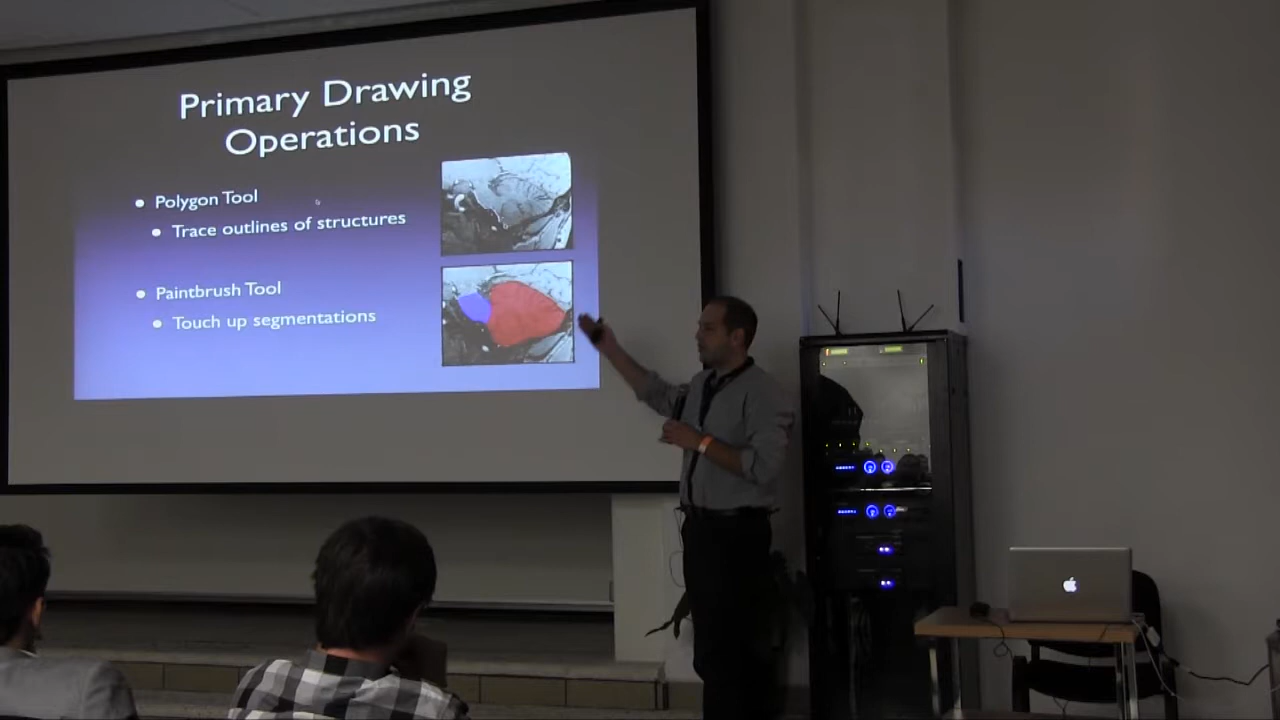 Primary Drawing
Operations
Polygon Tool
Trace outlines of structures
Paintbrush Tool
Touch up segmentations